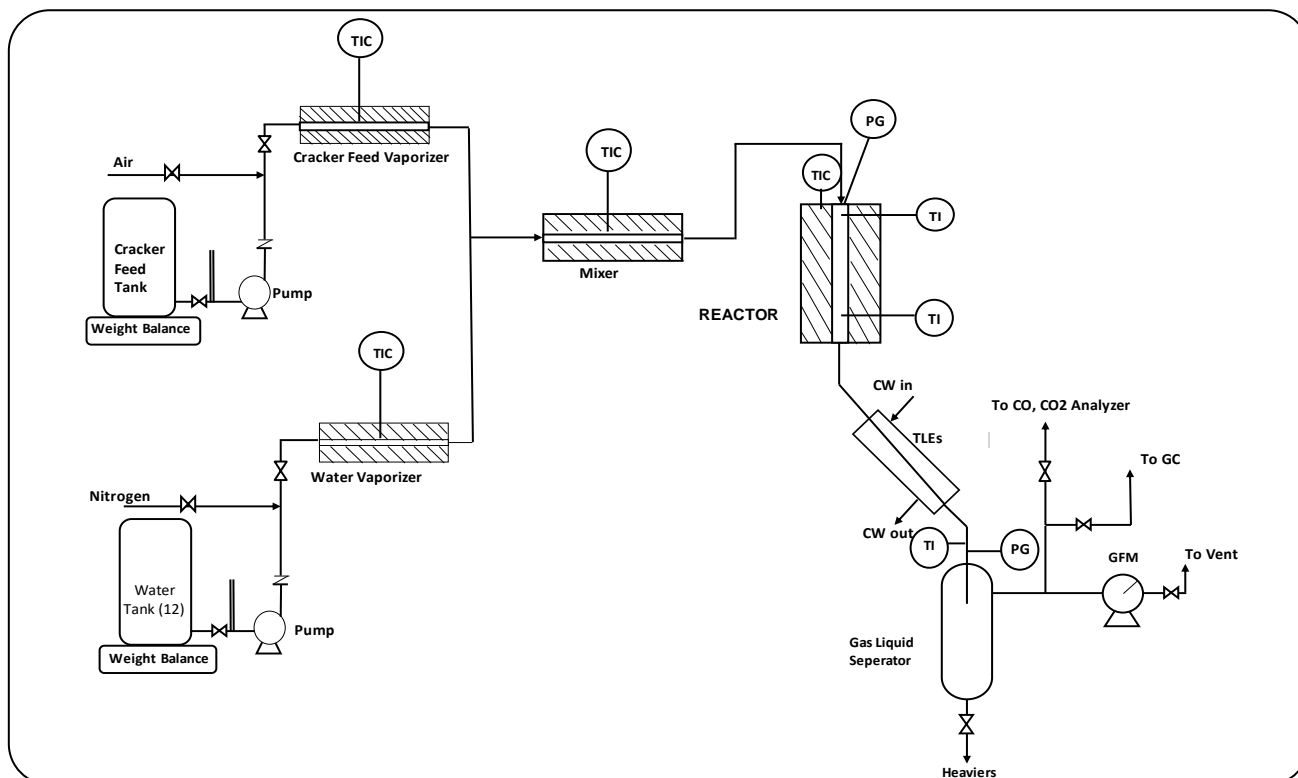 TIC
Cracker Feed Vaporizer
Air
Cracker
Feed
Tank
Pump
Weight Balance
TIC
Mixer
PG
TIC
TI
REACTOR
TI
TIC
Water Vaporizer
Nitrogen
Water
Tank (12)
Pump
Weight Balance
CW in
TLEs
CW out
TI
PG
To CO, CO2 Analyzer
To GC
GFM
To Vent
Gas Liquid
Seperator
Heaviers